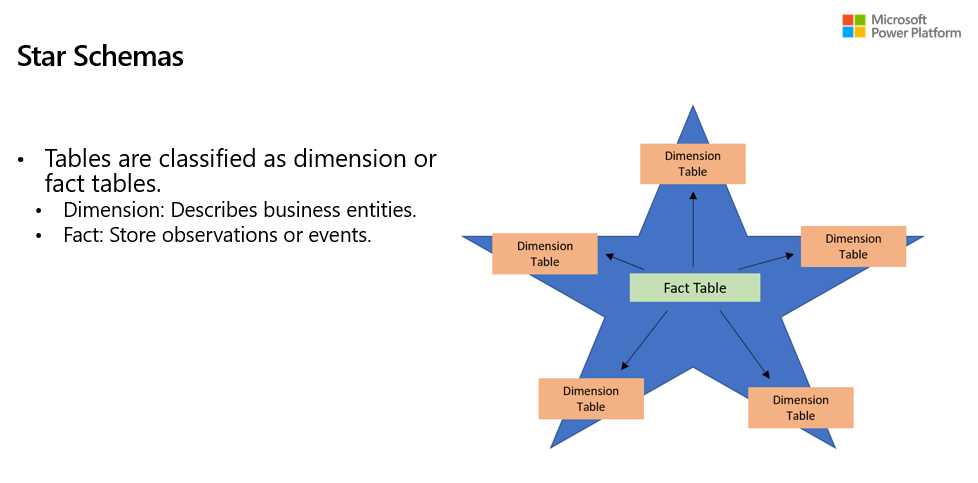 Microsoft
Power Platform
Star Schemas
• Tables are classified as dimension or
fact tables.
• Dimension: Describes business entities.
• Fact: Store observations or events.
Dimension
Table
Dimension
Table
Dimension
Table
Fact Table
Dimension
Table
Dimension
Table